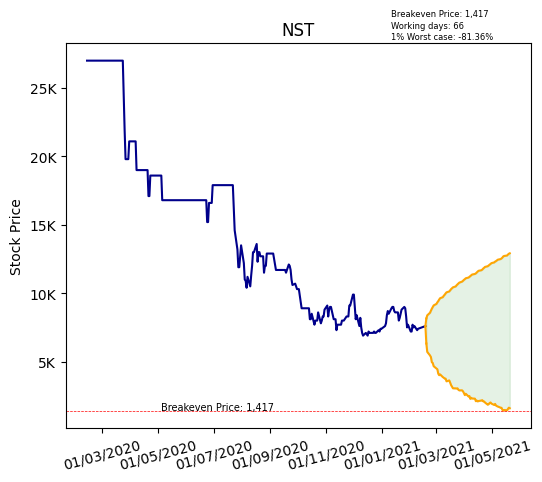 Breakeven Price: 1,417
Working days: 66
1% Worst case: -81.36%
NST
Stock Price
25K
20K
15K
10K
5K
Breakeven Price: 1,417
01/03/2020
01/05/2020
01/07/2020
01/09/2020
01/11/2020
01/01/2021
01/03/2021
01/05/2021